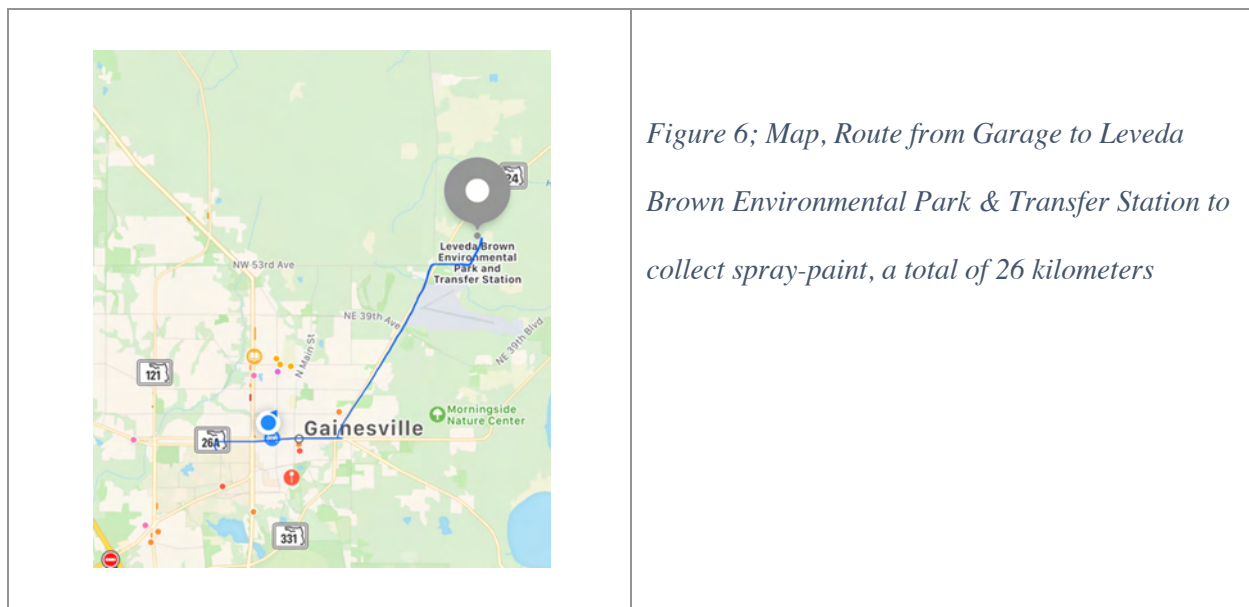 24
Leveda Brown
Environmental
Park and
Transfer Station
NW 53rd Ave
NE 39th Ave
NE 39th Blvd
N Main St
121
Morningside
Nature Center
Gainesville
26A
331
Figure 6; Map, Route from Garage to Leveda
Brown Environmental Park & Transfer Station to
collect spray-paint, a total of 26 kilometers